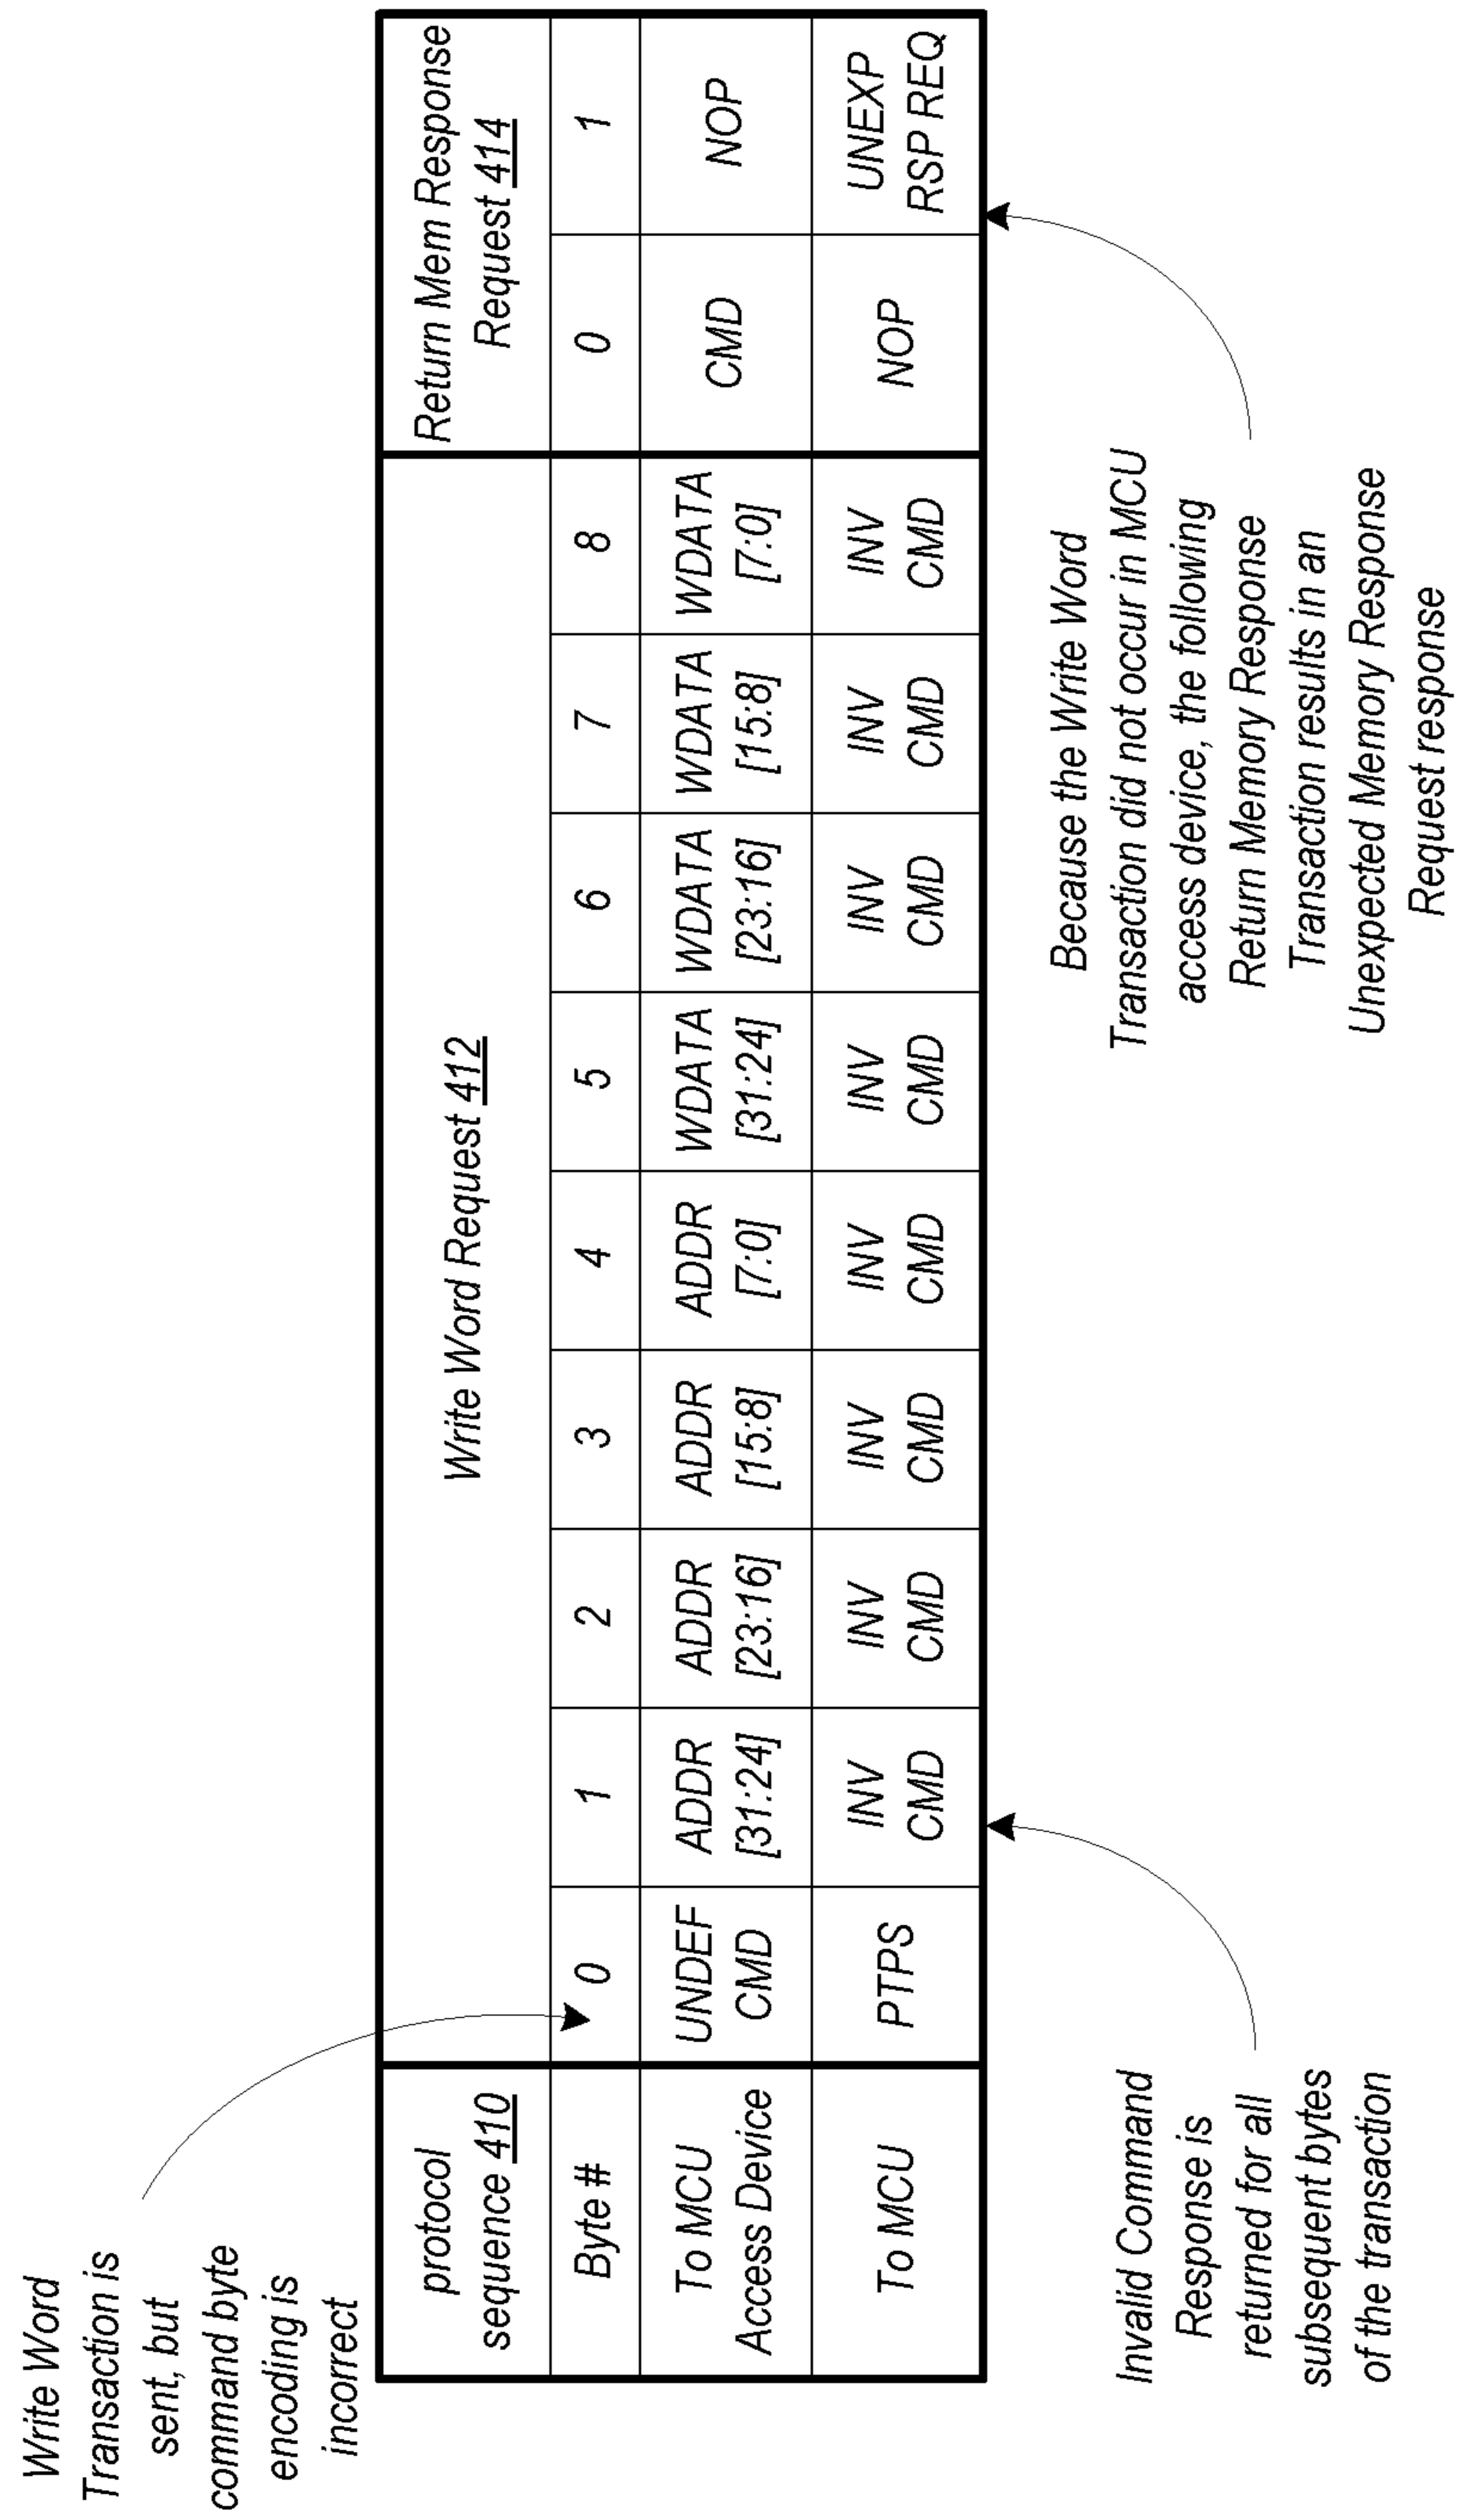 Write Word
Transaction is
sent, but
command byte
encoding is
incorrect
protocol
sequence 410
Write Word Request 412
Return Mem Response
Request 414
Byte #
0
1
2
3
4
5
6
7
8
0
1
To MCU
Access Device
UNDEF
CMD
ADDR
[31:24]
ADDR
[23:16]
ADDR
[15:8]
ADDR
[7:0]
WDATA
[31:24]
WDATA
[23:16]
WDATA
[15:8]
WDATA
[7:0]
CMD
NOP
To MCU
PTPS
INV
CMD
INV
CMD
INV
CMD
INV
CMD
INV
CMD
INV
CMD
INV
CMD
INV
CMD
NOP
UNEXP
RSP REQ
Invalid Command
Response is
returned for all
subsequent bytes
of the transaction
Because the Write Word
Transaction did not occur in MCU
access device, the following
Return Memory Response
Transaction results in an
Unexpected Memory Response
Request response